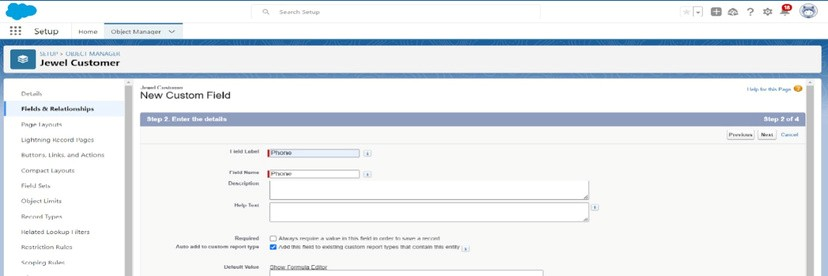 Search Setup
18
Setup
Home
Object Manager
SETUP > OBJECT MANAGER
Jewel Customer
Details
Fields & Relationships
Page Layouts
Lightning Record Pages
Buttons, Links, and Actions
Compact Layouts
Field Sets
Object Limits
Record Types
Related Lookup Filters
Restriction Rules
Scoping Rules
Jewel Customer
New Custom Field
Help for this Page
Step 2. Enter the details
Step 2 of 4
Previous
Next
Cancel
Field Label
Phone
Field Name
Phone
Description
Help Text
Required
Always require a value in this field in order to save a record
Auto add to custom report type
Add this field to existing custom report types that contain this entity
Default Value
Show Formula Editor